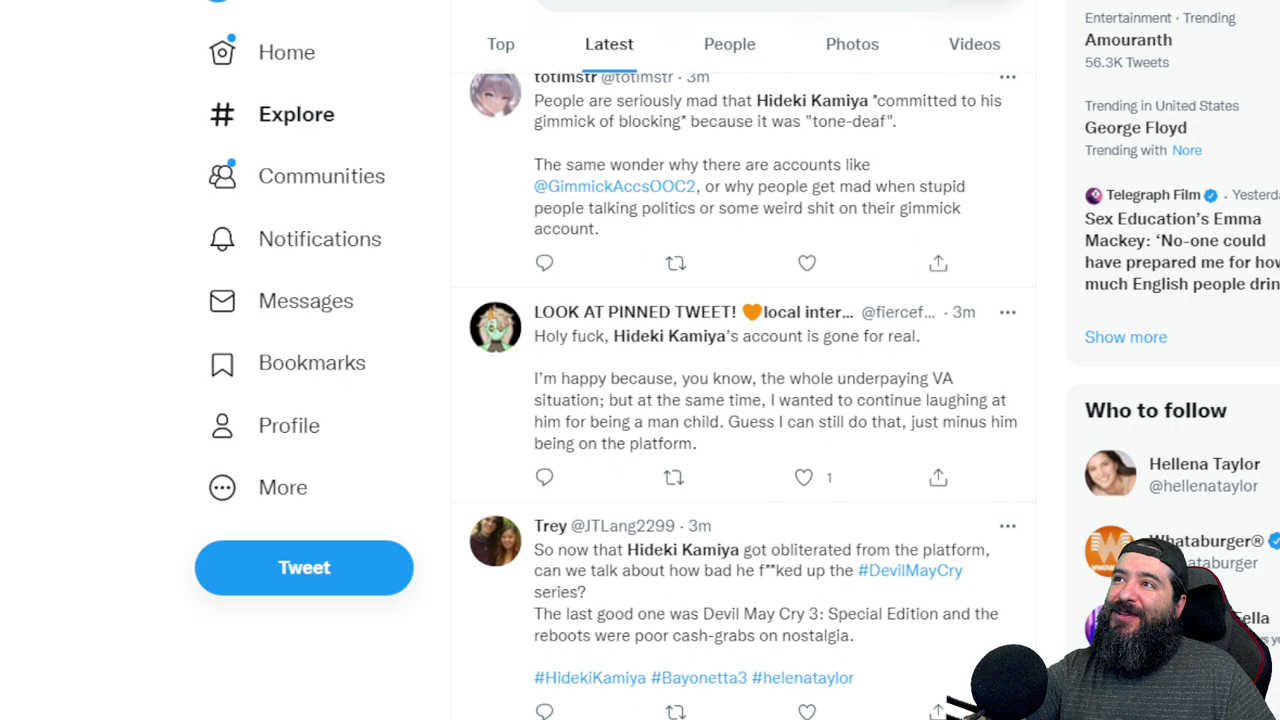 Home
Explore
Communities
Notifications
Messages
Bookmarks
Profile
More
Tweet
Top
Latest
People
Photos
Videos
totimstr @totimstr · 3m
People are seriously mad that Hideki Kamiya *committed to his
gimmick of blocking* because it was "tone-deaf".
The same wonder why there are accounts like
@GimmickAccsOOC2, or why people get mad when stupid
people talking politics or some weird shit on their gimmick
account.
LOOK AT PINNED TWEET! 🧡local inter... @fiercef... · 3m
Holy fuck, Hideki Kamiya's account is gone for real.
I'm happy because, you know, the whole underpaying VA
situation; but at the same time, I wanted to continue laughing at
him for being a man child. Guess I can still do that, just minus him
being on the platform.
1
Trey @JTLang2299 · 3m
So now that Hideki Kamiya got obliterated from the platform,
can we talk about how bad he f**ked up the #DevilMayCry
series?
The last good one was Devil May Cry 3: Special Edition and the
reboots were poor cash-grabs on nostalgia.
#HidekiKamiya #Bayonetta3 #helenataylor
Entertainment · Trending
Amouranth
56.3K Tweets
Trending in United States
George Floyd
Trending with Nore
Telegraph Film · Yesterda
Sex Education's Emma
Mackey: 'No-one could
have prepared me for how
much English people drin
Show more
Who to follow
Hellena Taylor
@hellenataylor
Whataburger®
ataburger